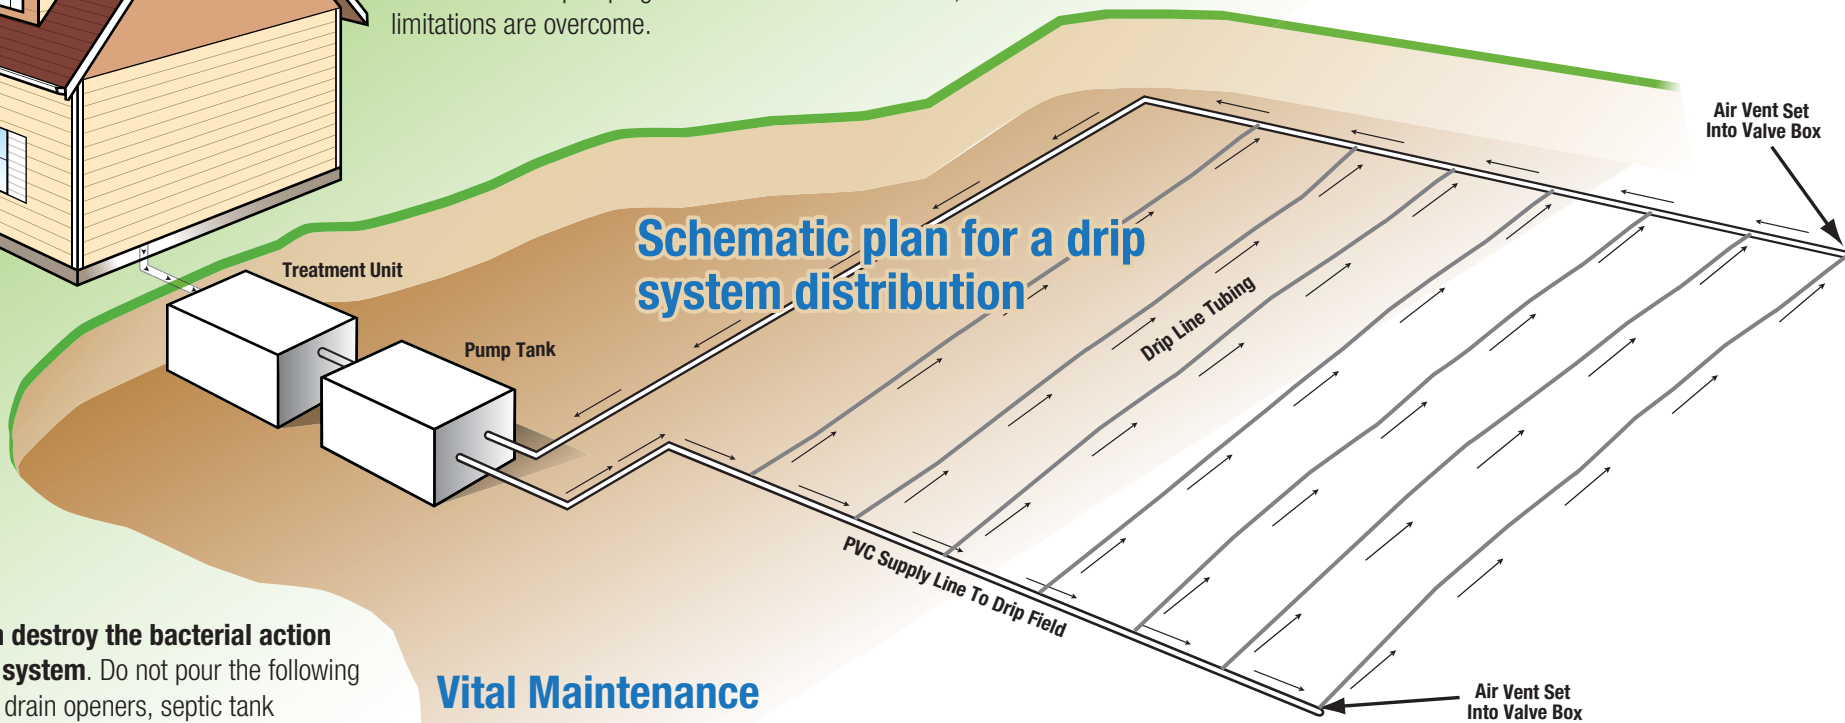 limitations are overcome.
Air Vent Set
Into Valve Box
Schematic plan for a drip
system distribution
Treatment Unit
Drip Line Tubing
Pump Tank
PVC Supply Line To Drip Field
destroy the bacterial action
system. Do not pour the following
drain openers, septic tank
Vital Maintenance
Air Vent Set
Into Valve Box